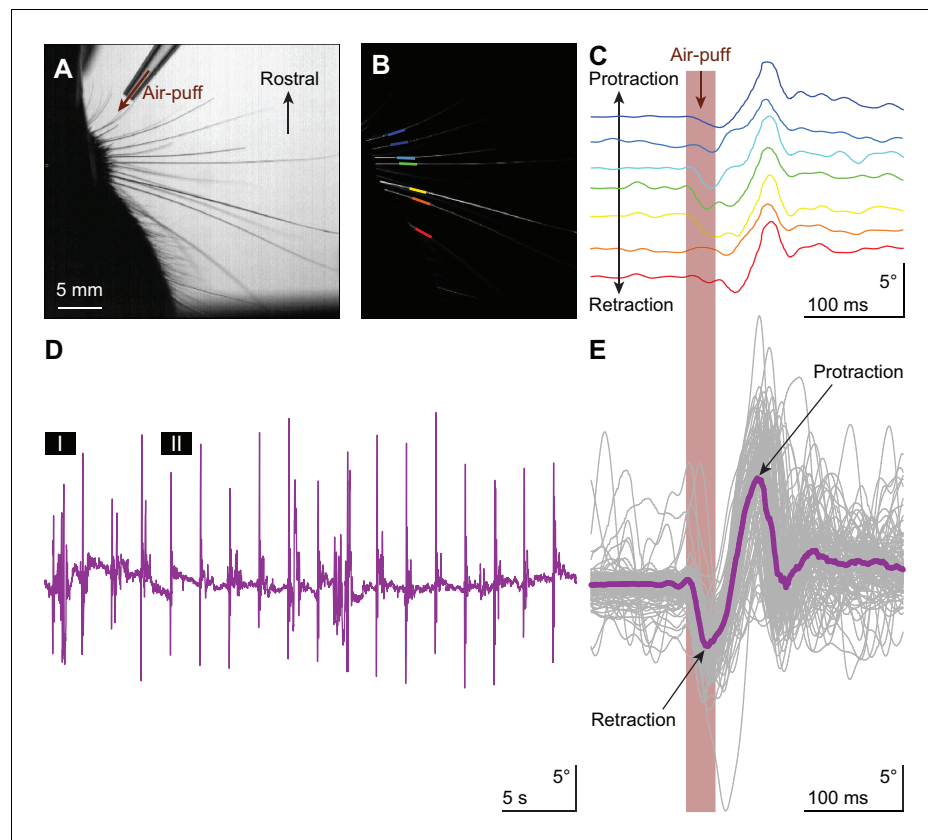 A
Air-puff
Rostral
5 mm
B
C
Air-puff
Protraction
Retraction
5°
100 ms
D
I
II
5°
5 s
E
Protraction
Retraction
5°
100 ms